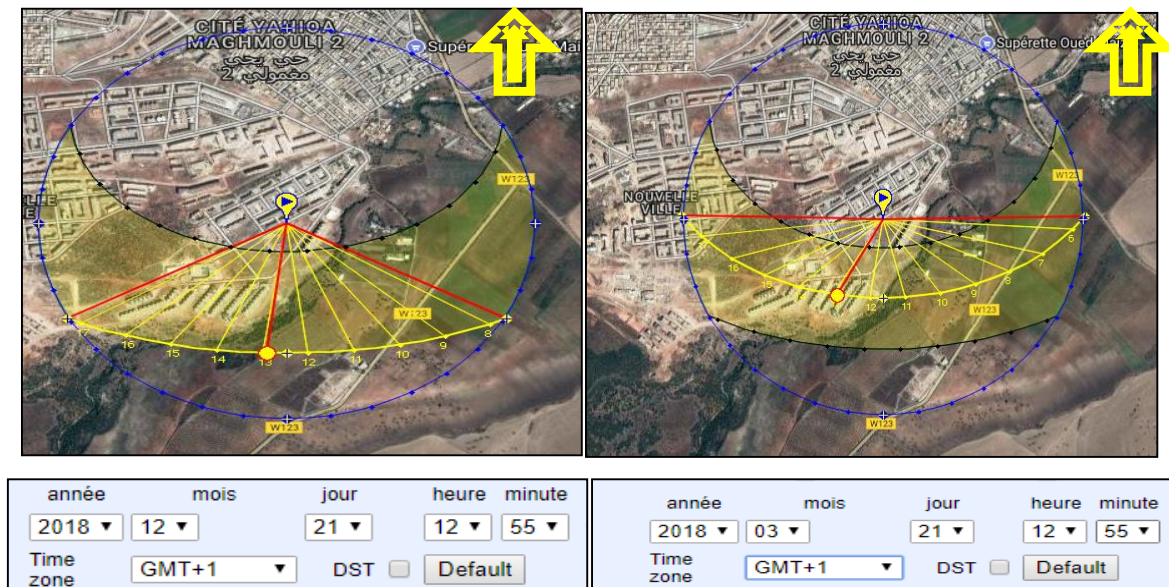 CITÉ YAHIOA
MAGHMOULI 2
حي يحي
مغمولي 2
W123
W123
17
16
15
14
13
12
11
10
9
8
W123
CITÉ YAHIOA
MAGHMOULI 2
حي يحي
مغمولي 2
Supérette Oued
W123
NOUVELLE
VILLE
16
15
12
11
10
9
8
7
6
W123
W123
année mois jour heure minute
2018 12 21 12 55
Time
zone GMT+1 DST Default
année mois jour heure minute
2018 03 21 12 55
Time
zone GMT+1 DST Default